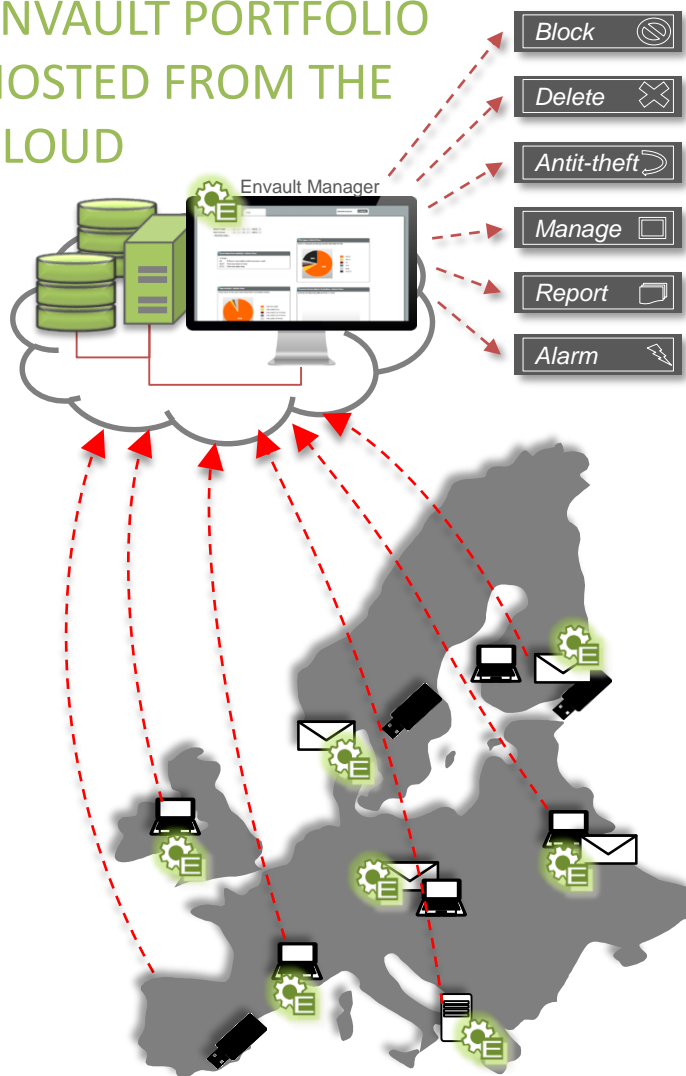 NVAULT PORTFOLIO
HOSTED FROM THE
LOUD
Envault Manager
Block
Delete
Antit-theft
Manage
Report
Alarm
E
E
E
E
E
E
E
E